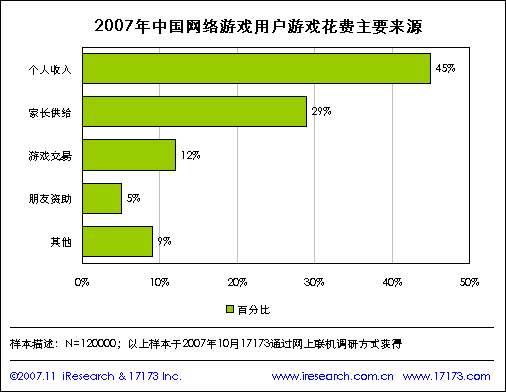 2007年中国网络游戏用户游戏花费主要来源
个人收入
45%
家长供给
29%
游戏交易
12%
朋友资助
5%
其他
9%
0% 10% 20% 30% 40% 50%
百分比
样本描述：N=120000；以上样本于2007年10月17173通过网上联机调研方式获得
©2007.11 iResearch & 17173 Inc. www.iresearch.com.cn www.17173.com